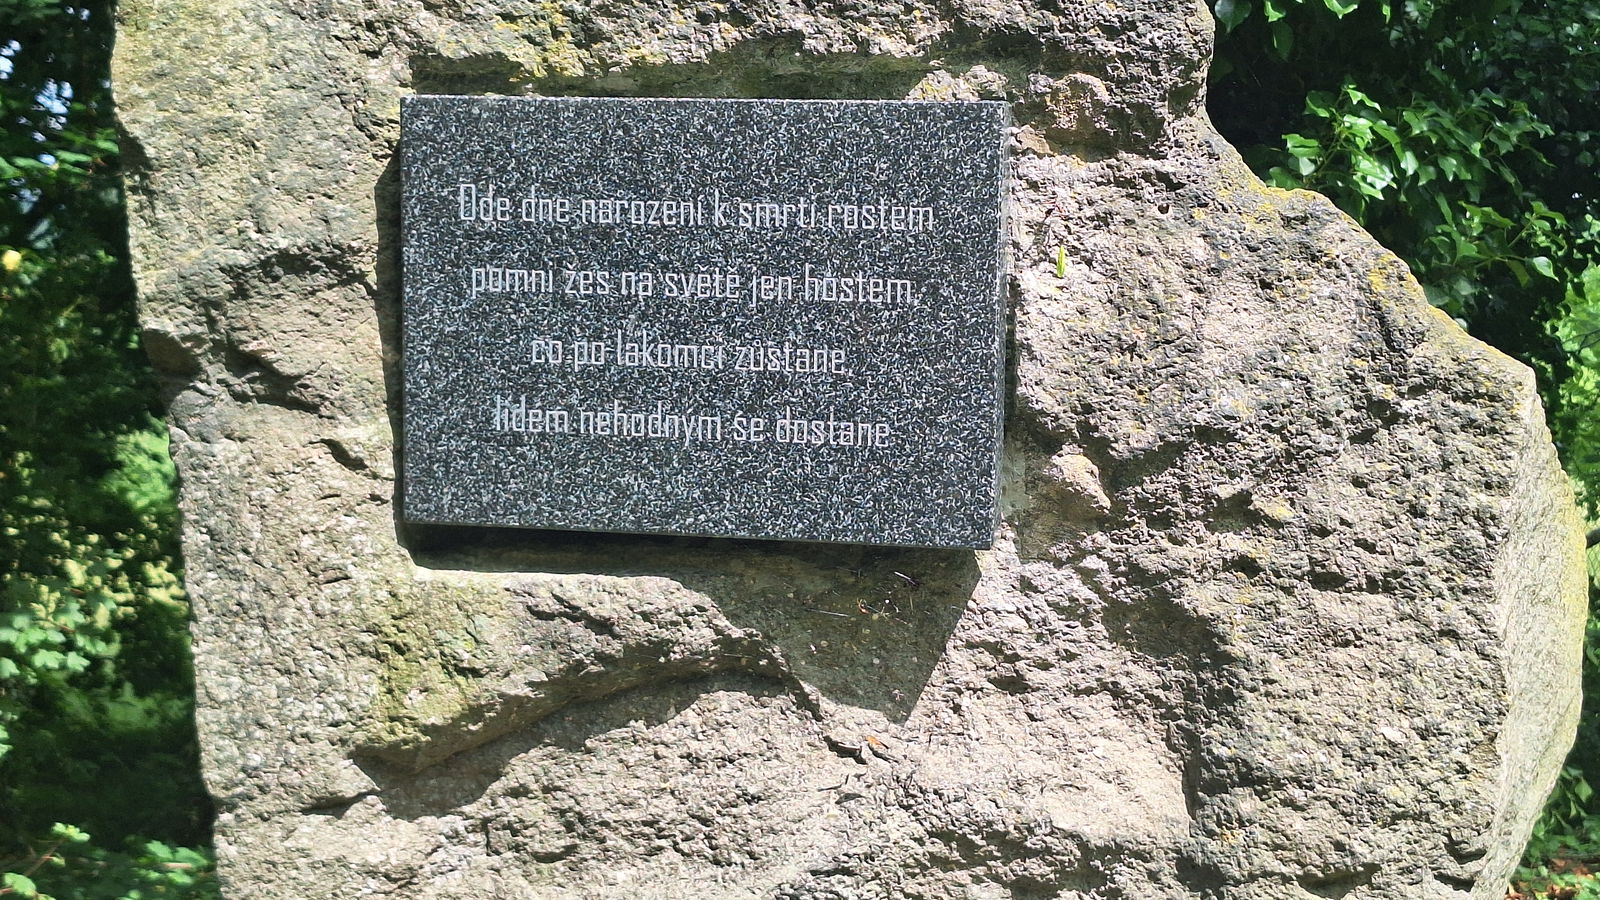 Ode dne narození k smrti rostem
pomni žes na světě jen hostem,
co po lakomci zůstane,
lidem nehodným se dostane